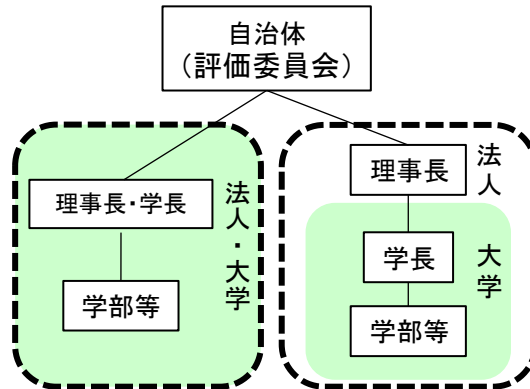 自治体
（評価委員会）
理事長・学長
学部等
法人・大学
理事長
法人
学長
大学
学部等